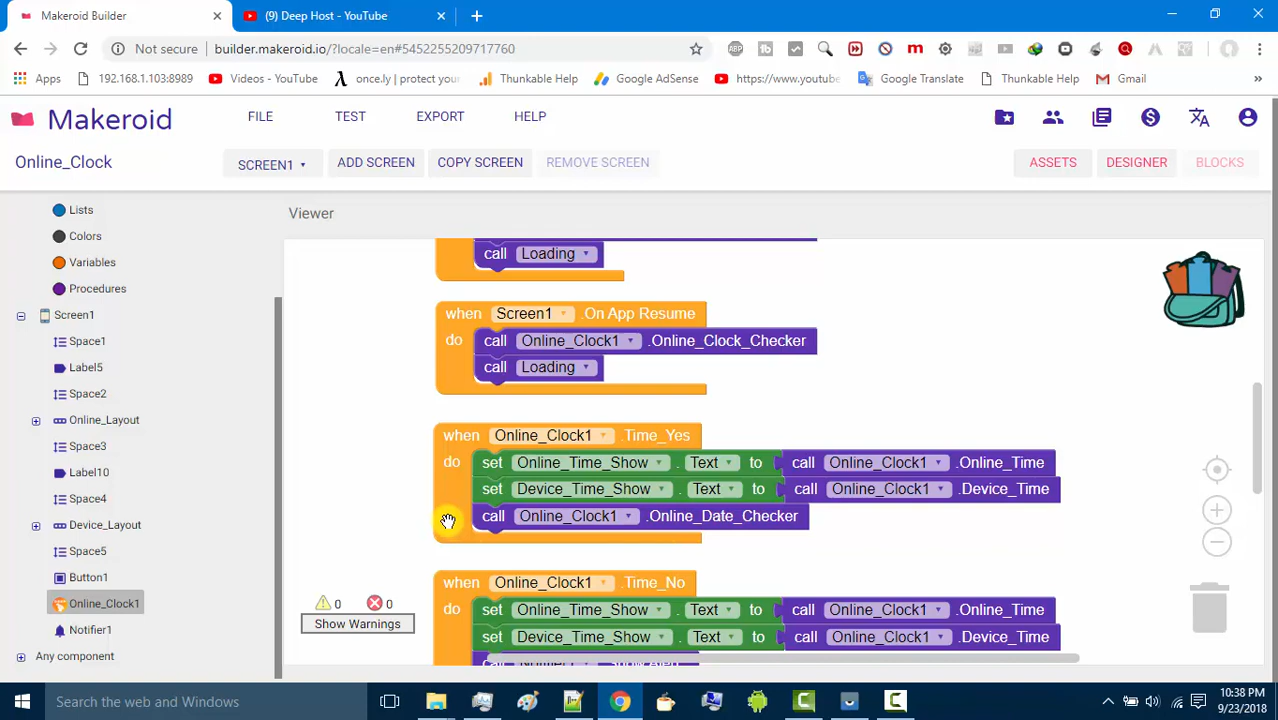 Makeroid Builder
(9) Deep Host - YouTube
Not secure builder.makeroid.io/?locale=en#5452255209717760
Apps 192.168.1.103:8989 Videos - YouTube once.ly | protect your Thunkable Help Google AdSense https://www.youtube Google Translate Thunkable Help Gmail
Makeroid FILE TEST EXPORT HELP
Online_Clock SCREEN1 ADD SCREEN COPY SCREEN REMOVE SCREEN ASSETS DESIGNER BLOCKS
Viewer
Lists
Colors
Variables
Procedures
Screen1
Space1
Label5
Space2
Online_Layout
Space3
Label10
Space4
Device_Layout
Space5
Button1
Online_Clock1
Notifier1
Any component
call Loading
when Screen1 .On App Resume
do call Online_Clock1 .Online_Clock_Checker
call Loading
when Online_Clock1 .Time_Yes
do set Online_Time_Show . Text to call Online_Clock1 .Online_Time
set Device_Time_Show . Text to call Online_Clock1 .Device_Time
call Online_Clock1 .Online_Date_Checker
when Online_Clock1 .Time_No
do set Online_Time_Show . Text to call Online_Clock1 .Online_Time
set Device_Time_Show . Text to call Online_Clock1 .Device_Time
0 0
Show Warnings
Search the web and Windows
10:38 PM
9/23/2018